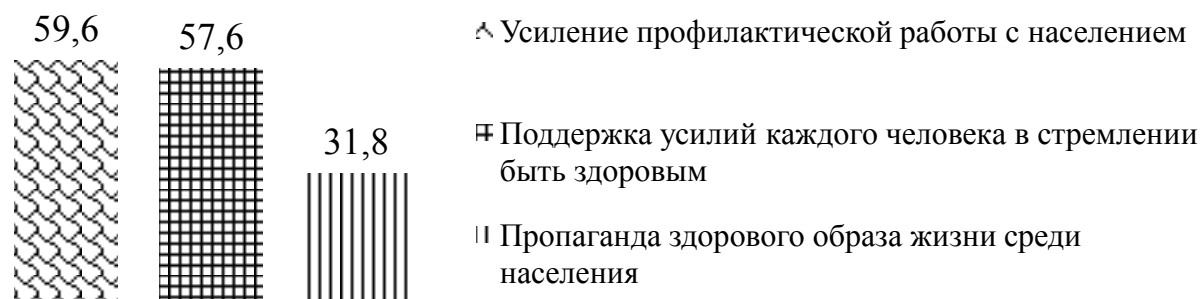 59,6
57,6
31,8
Усиление профилактической работы с населением
Поддержка усилий каждого человека в стремлении
быть здоровым
Пропаганда здорового образа жизни среди
населения